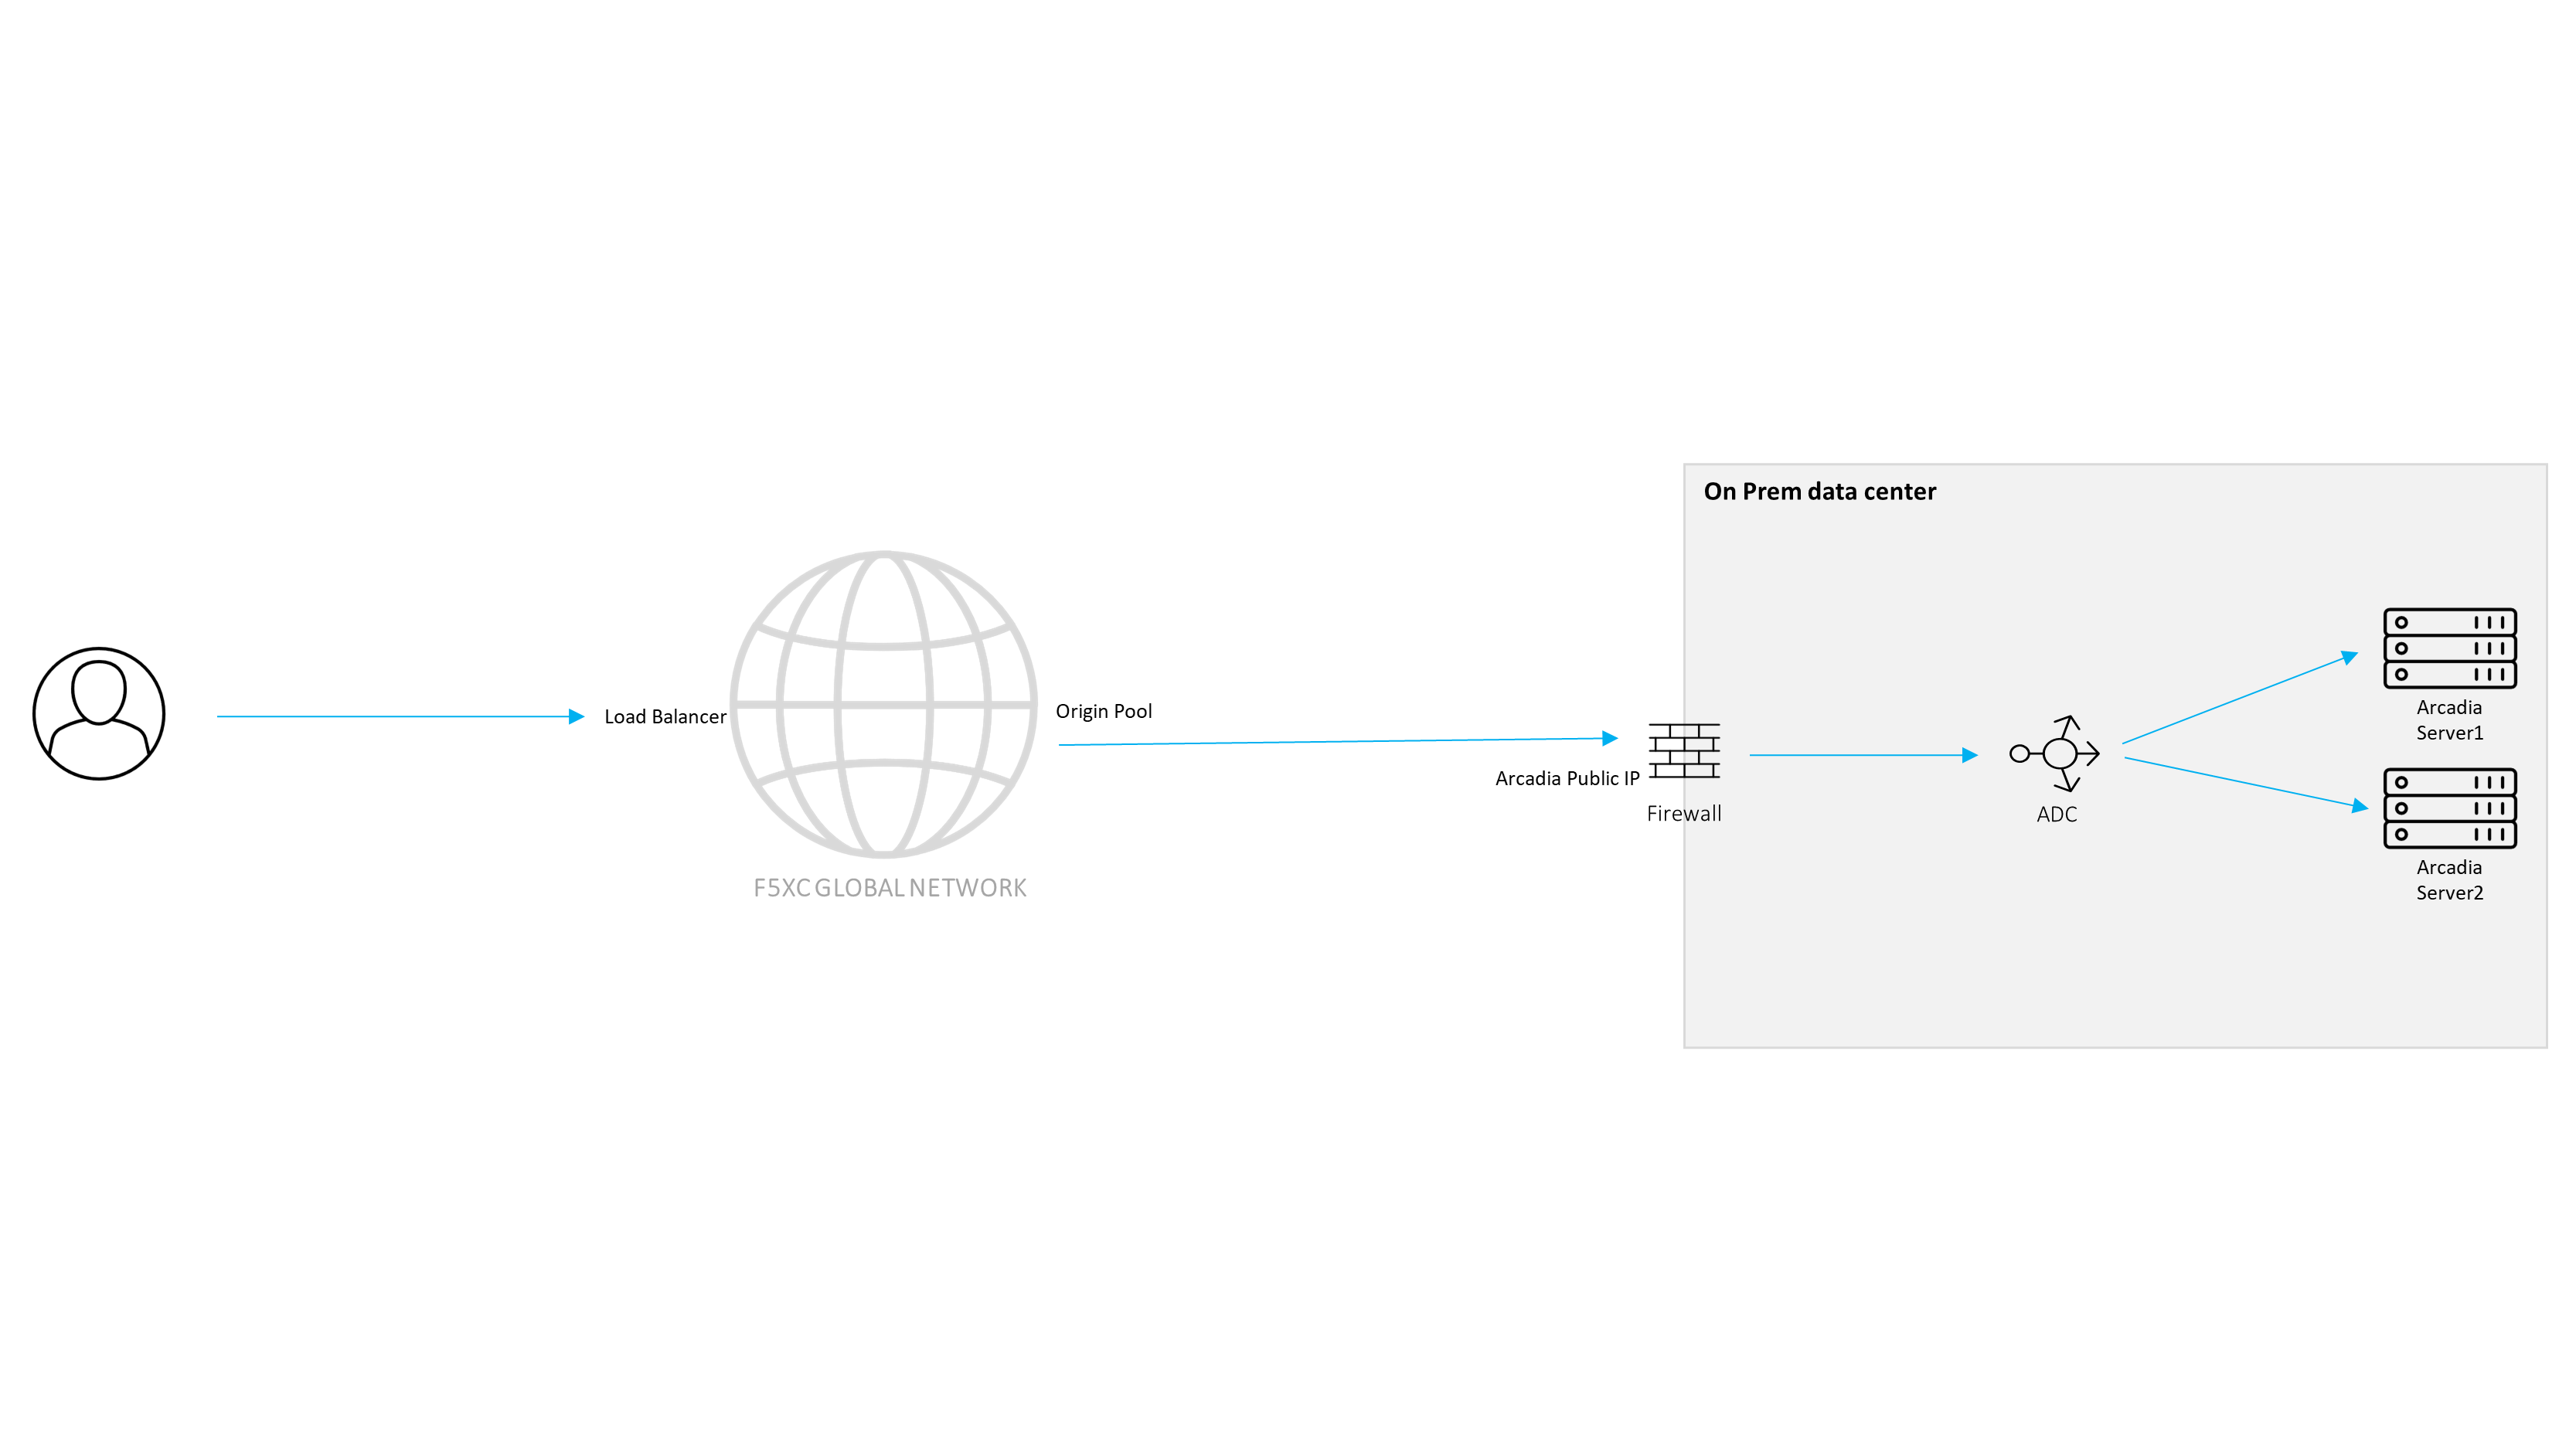 On Prem data center
Load Balancer
Origin Pool
Arcadia Public IP
Firewall
ADC
Arcadia
Server1
Arcadia
Server2
F5XC GLOBAL NETWORK